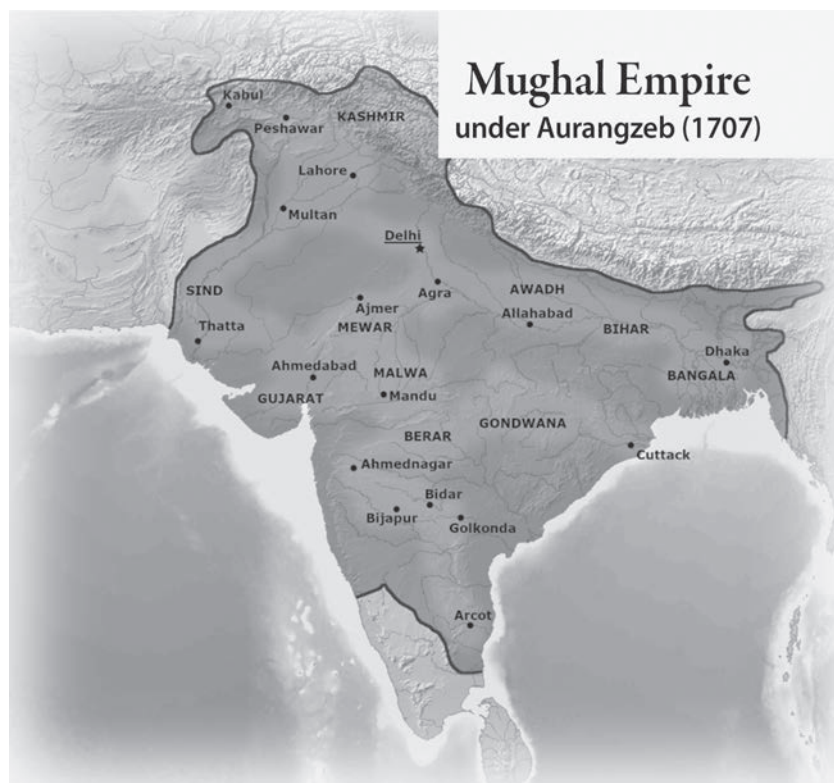 Mughal Empire
under Aurangzeb (1707)
Kabul
Peshawar
KASHMIR
Lahore
Multan
Delhi
SIND
Thatta
Ajmer
MEWAR
Agra
AWADH
Allahabad
BIHAR
Dhaka
BANGALA
Ahmedabad
GUJARAT
MALWA
Mandu
BERAR
GONDWANA
Cuttack
Ahmednagar
Bidar
Bijapur
Golkonda
Arcot